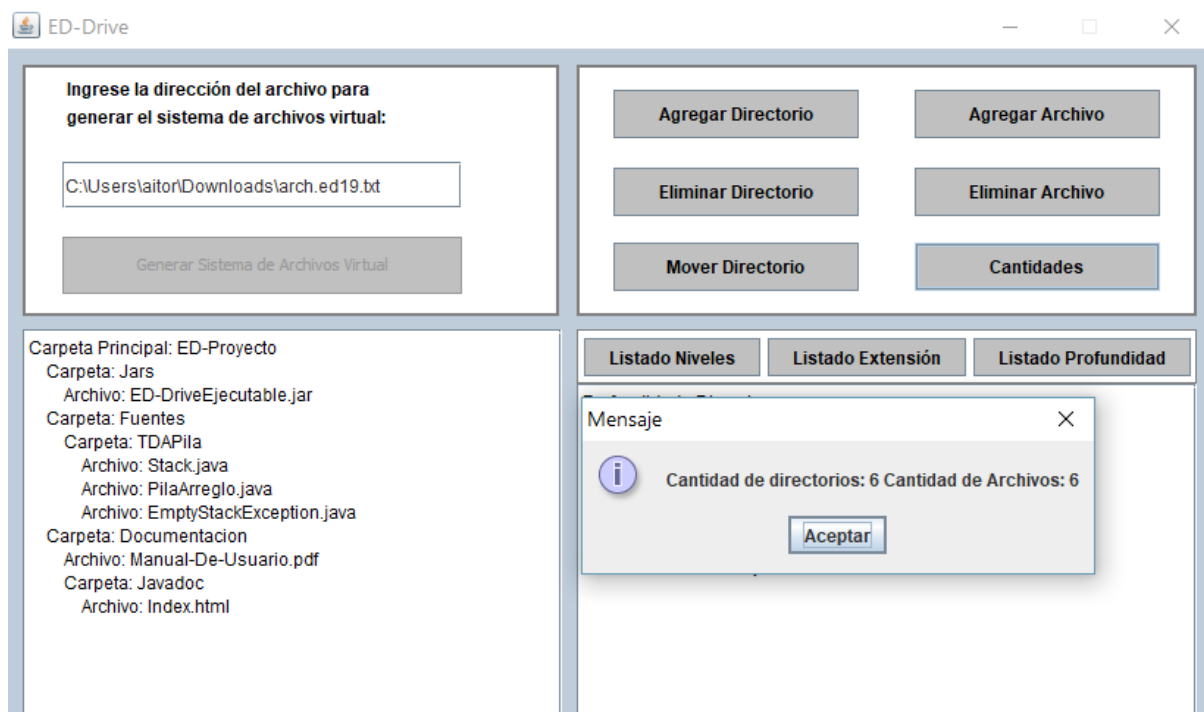 ED-Drive
Ingrese la dirección del archivo para
generar el sistema de archivos virtual:
C:\Users\aitor\Downloads\arch.ed19.txt
Generar Sistema de Archivos Virtual
Agregar Directorio
Agregar Archivo
Eliminar Directorio
Eliminar Archivo
Mover Directorio
Cantidades
Carpeta Principal: ED-Proyecto
Carpeta: Jars
Archivo: ED-DriveEjecutable.jar
Carpeta: Fuentes
Carpeta: TDAPila
Archivo: Stack.java
Archivo: PilaArreglo.java
Archivo: EmptyStackException.java
Carpeta: Documentacion
Archivo: Manual-De-Usuario.pdf
Carpeta: Javadoc
Archivo: Index.html
Listado Niveles
Listado Extensión
Listado Profundidad
Mensaje
Cantidad de directorios: 6 Cantidad de Archivos: 6
Aceptar